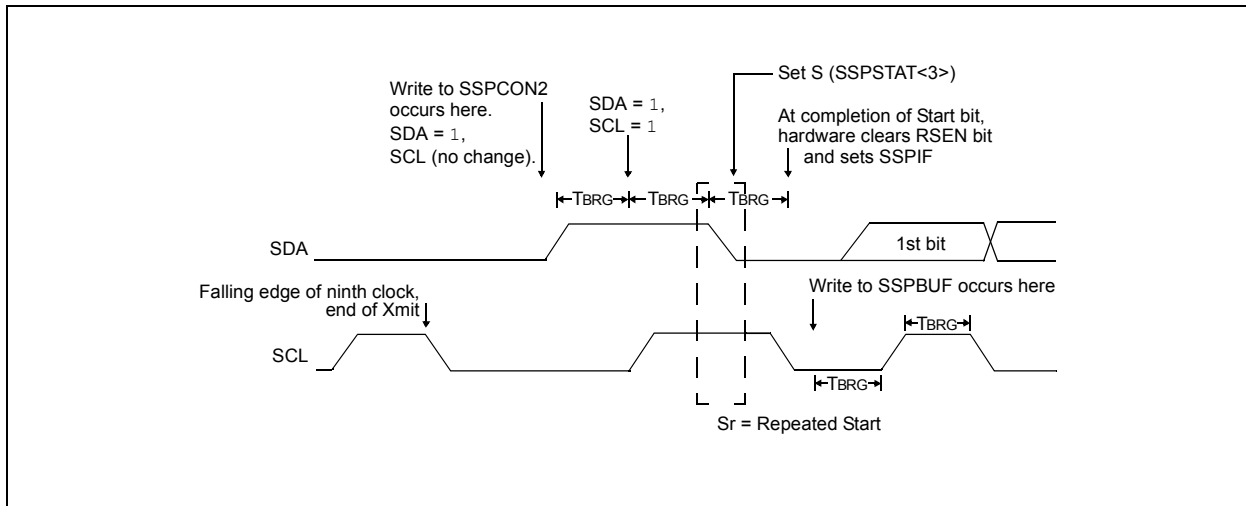 Write to SSPCON2
occurs here.
SDA = 1,
SCL (no change).
SDA = 1,
SCL = 1
Set S (SSPSTAT<3>)
At completion of Start bit,
hardware clears RSEN bit
and sets SSPIF
TBRG
TBRG
TBRG
SDA
1st bit
Falling edge of ninth clock,
end of Xmit
Write to SSPBUF occurs here
TBRG
SCL
TBRG
Sr = Repeated Start